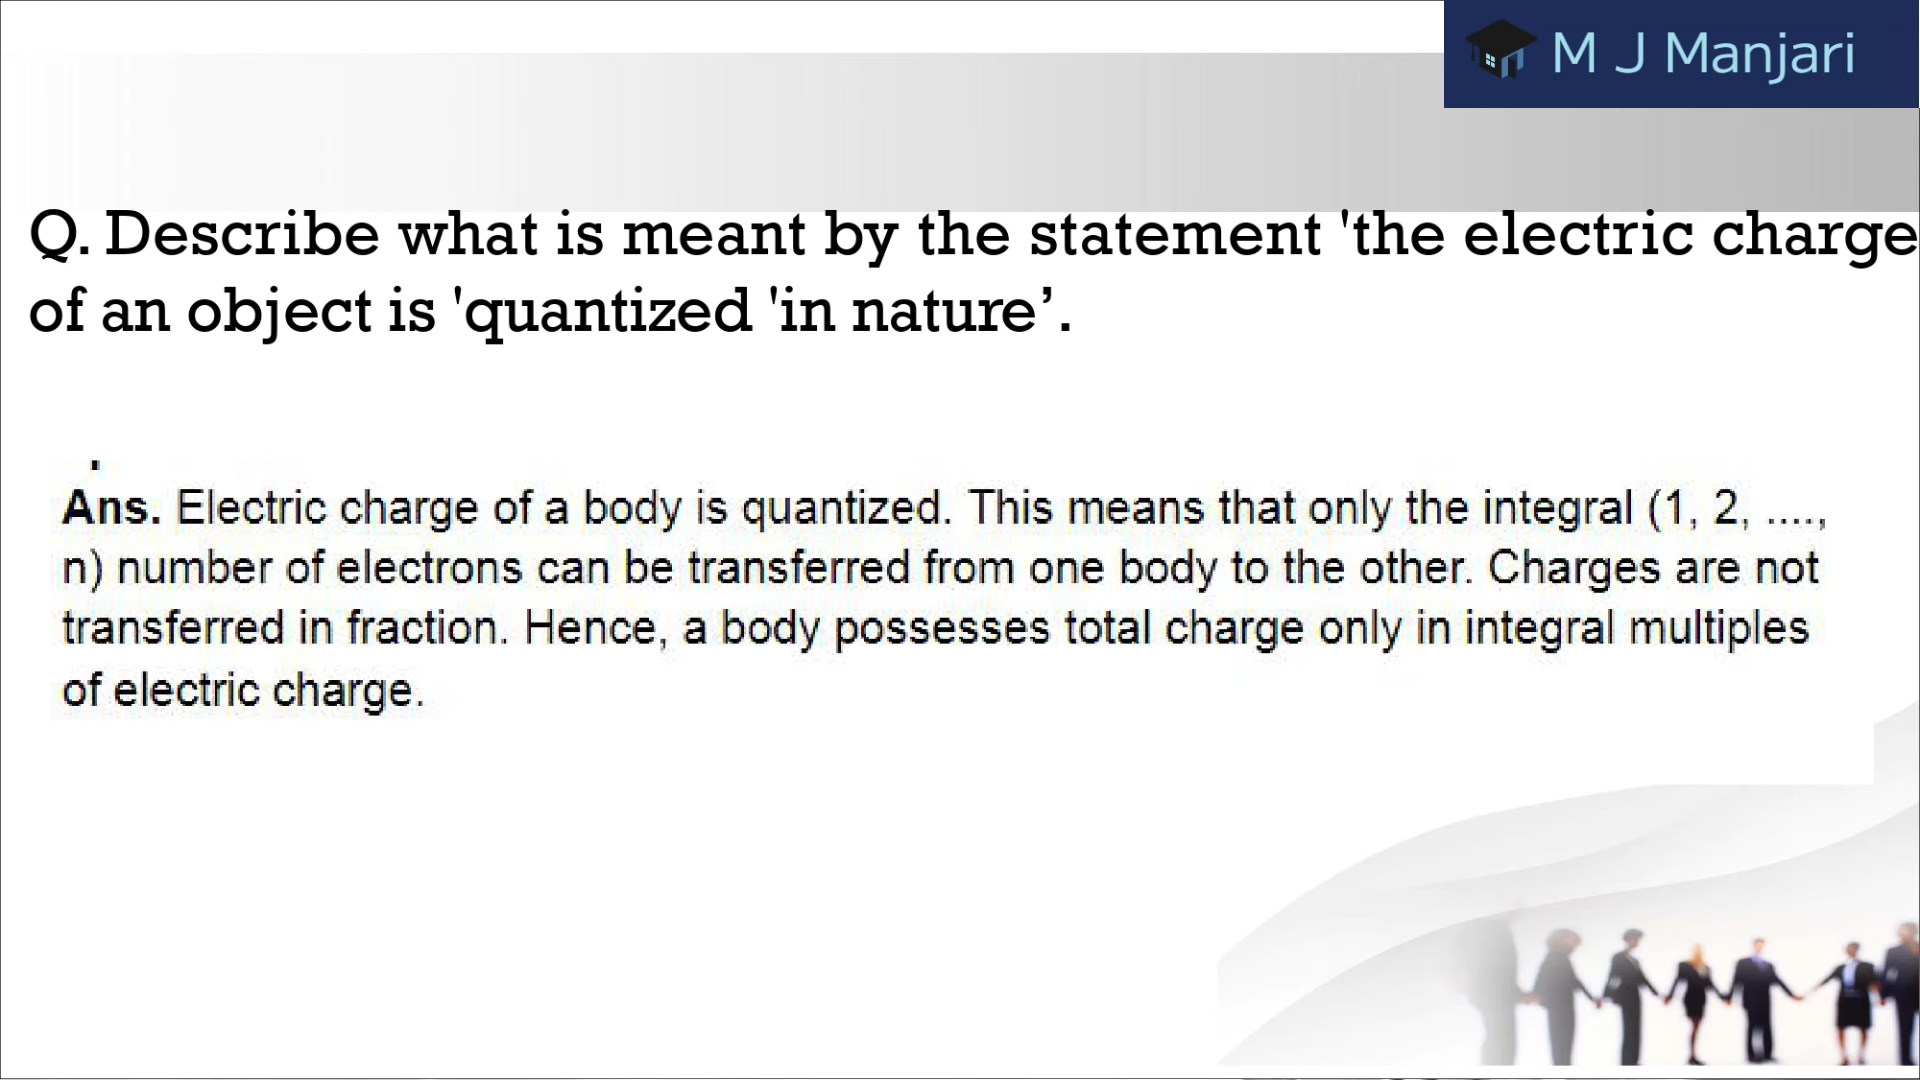 M J Manjari
Q. Describe what is meant by the statement 'the electric charge
of an object is 'quantized 'in nature’.
Ans. Electric charge of a body is quantized. This means that only the integral (1, 2, ....,
n) number of electrons can be transferred from one body to the other. Charges are not
transferred in fraction. Hence, a body possesses total charge only in integral multiples
of electric charge.